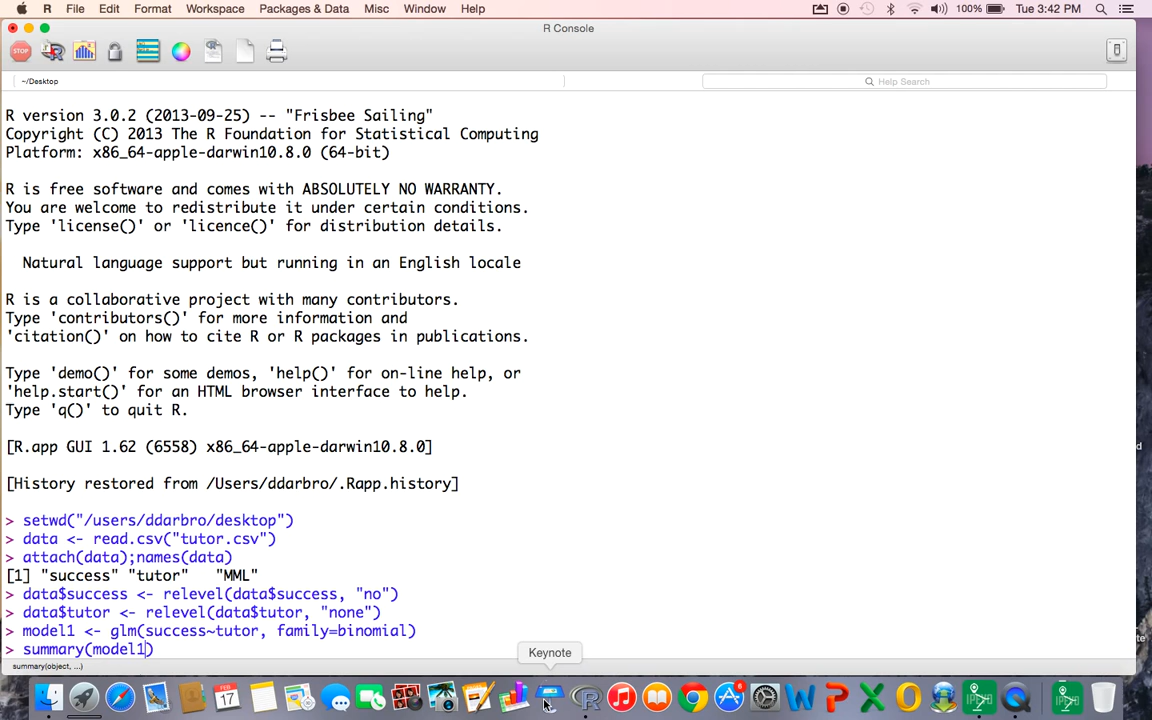 R File Edit Format Workspace Packages & Data Misc Window Help 100% Tue 3:42 PM
R Console
STOP
~/Desktop Help Search
R version 3.0.2 (2013-09-25) -- "Frisbee Sailing"
Copyright (C) 2013 The R Foundation for Statistical Computing
Platform: x86_64-apple-darwin10.8.0 (64-bit)
R is free software and comes with ABSOLUTELY NO WARRANTY.
You are welcome to redistribute it under certain conditions.
Type 'license()' or 'licence()' for distribution details.
Natural language support but running in an English locale
R is a collaborative project with many contributors.
Type 'contributors()' for more information and
'citation()' on how to cite R or R packages in publications.
Type 'demo()' for some demos, 'help()' for on-line help, or
'help.start()' for an HTML browser interface to help.
Type 'q()' to quit R.
[R.app GUI 1.62 (6558) x86_64-apple-darwin10.8.0]
[History restored from /Users/ddarbro/.Rapp.history]
> setwd("/users/ddarbro/desktop")
> data <- read.csv("tutor.csv")
> attach(data);names(data)
[1] "success" "tutor" "MML"
> data$success <- relevel(data$success, "no")
> data$tutor <- relevel(data$tutor, "none")
> model1 <- glm(success~tutor, family=binomial)
> summary(model1)
Keynote
summary(object, ...)
17